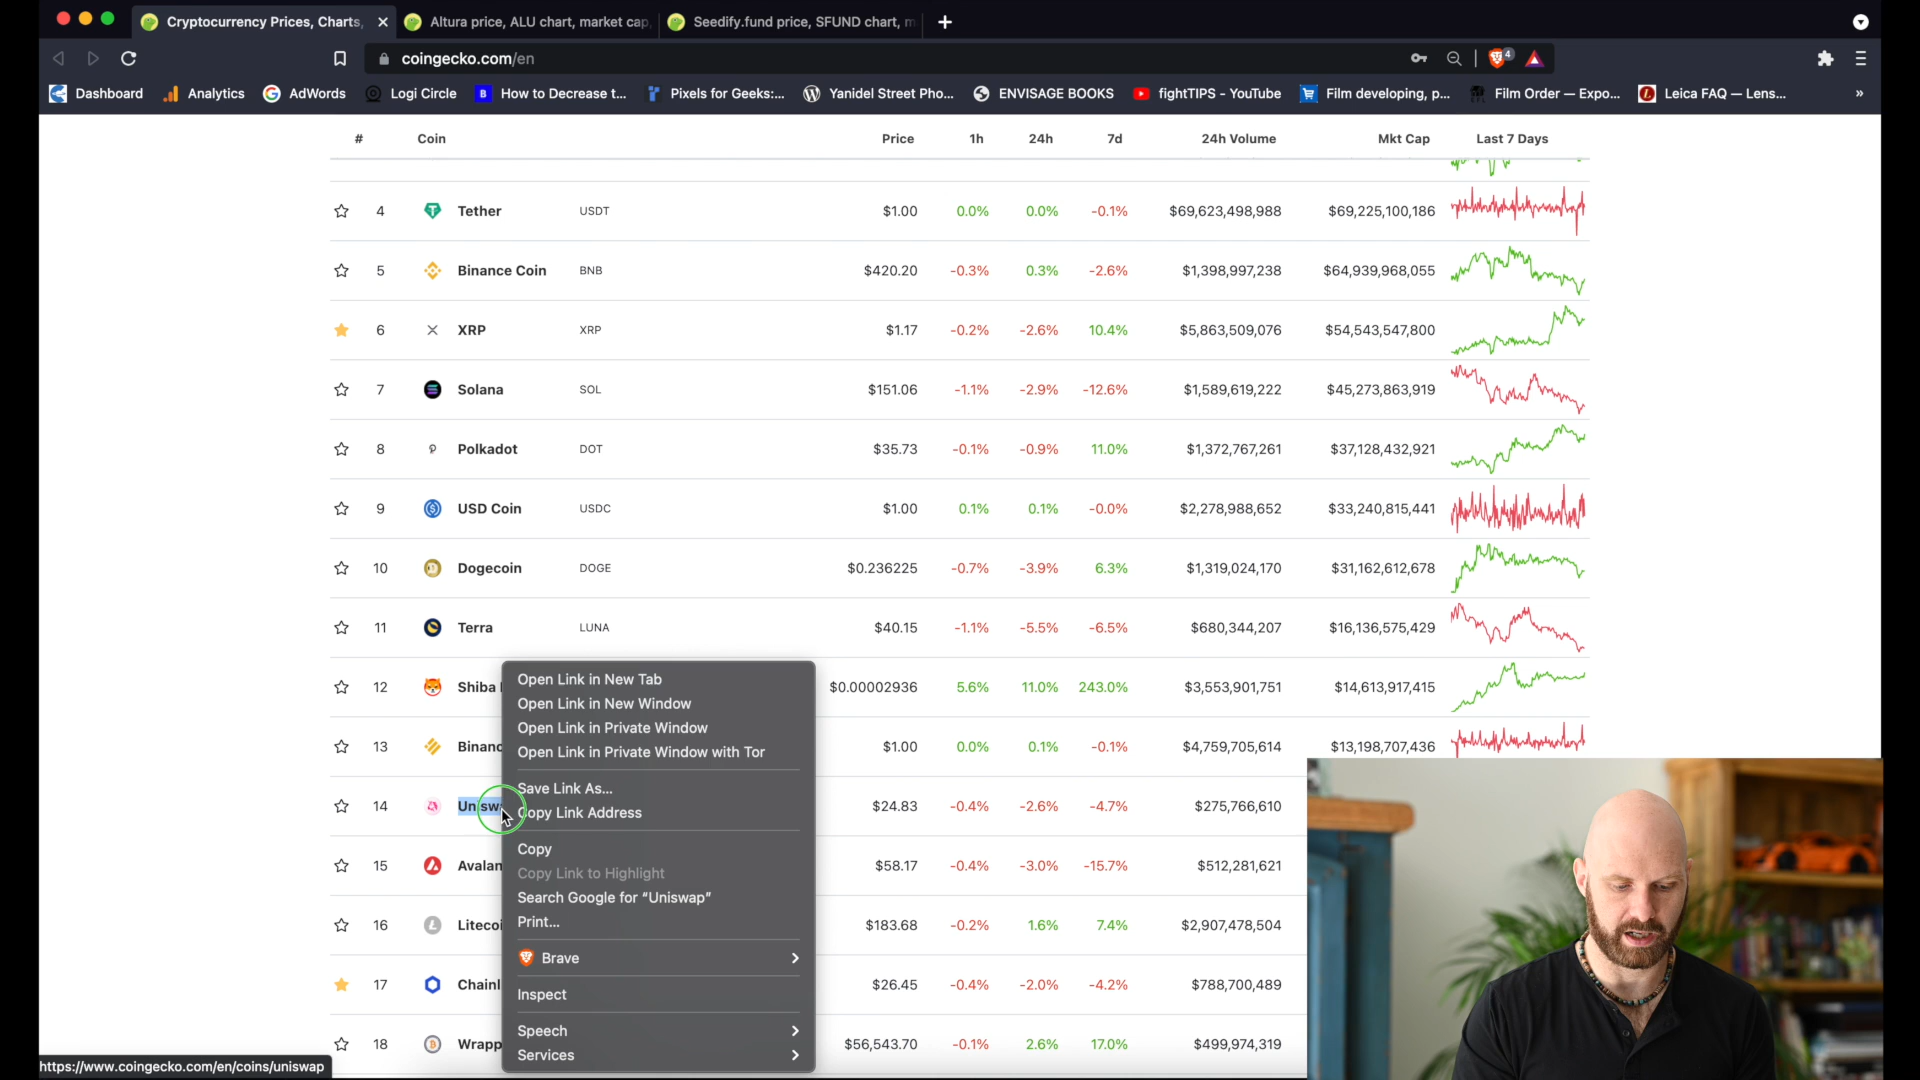 Cryptocurrency Prices, Charts,
Altura price, ALU chart, market cap,
Seedify.fund price, SFUND chart, m
coingecko.com/en
4
Dashboard
Analytics
AdWords
Logi Circle
B How to Decrease t...
Pixels for Geeks:...
Yanidel Street Pho...
ENVISAGE BOOKS
fightTIPS - YouTube
Film developing, p...
Film Order — Expo...
Leica FAQ — Lens...
»
# Coin Price 1h 24h 7d 24h Volume Mkt Cap Last 7 Days
4 Tether USDT $1.00 0.0% 0.0% -0.1% $69,623,498,988 $69,225,100,186
5 Binance Coin BNB $420.20 -0.3% 0.3% -2.6% $1,398,997,238 $64,939,968,055
6 XRP XRP $1.17 -0.2% -2.6% 10.4% $5,863,509,076 $54,543,547,800
7 Solana SOL $151.06 -1.1% -2.9% -12.6% $1,589,619,222 $45,273,863,919
8 Polkadot DOT $35.73 -0.1% -0.9% 11.0% $1,372,767,261 $37,128,432,921
9 USD Coin USDC $1.00 0.1% 0.1% -0.0% $2,278,988,652 $33,240,815,441
10 Dogecoin DOGE $0.236225 -0.7% -3.9% 6.3% $1,319,024,170 $31,162,612,678
11 Terra LUNA $40.15 -1.1% -5.5% -6.5% $680,344,207 $16,136,575,429
12 Shiba $0.00002936 5.6% 11.0% 243.0% $3,553,901,751 $14,613,917,415
13 Binanc $1.00 0.0% 0.1% -0.1% $4,759,705,614 $13,198,707,436
14 Uniswa $24.83 -0.4% -2.6% -4.7% $275,766,610
15 Avalan $58.17 -0.4% -3.0% -15.7% $512,281,621
16 Liteco $183.68 -0.2% 1.6% 7.4% $2,907,478,504
17 Chainl $26.45 -0.4% -2.0% -4.2% $788,700,489
18 Wrapp $56,543.70 -0.1% 2.6% 17.0% $499,974,319
Open Link in New Tab
Open Link in New Window
Open Link in Private Window
Open Link in Private Window with Tor
Save Link As...
Copy Link Address
Copy
Copy Link to Highlight
Search Google for “Uniswap”
Print...
Brave
Inspect
Speech
Services
https://www.coingecko.com/en/coins/uniswap